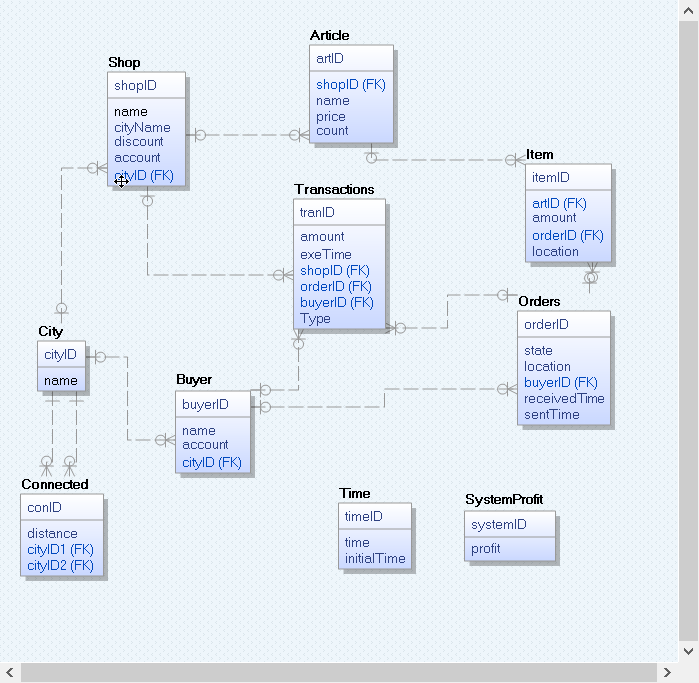 Article
artID
shopID (FK)
name
price
count
Shop
shopID
name
cityName
discount
account
cityID (FK)
Item
itemID
artID (FK)
amount
orderID (FK)
location
Transactions
tranID
amount
exeTime
shopID (FK)
orderID (FK)
buyerID (FK)
Type
Orders
orderID
state
location
buyerID (FK)
receivedTime
sentTime
City
cityID
name
Buyer
buyerID
name
account
cityID (FK)
Connected
conID
distance
cityID1 (FK)
cityID2 (FK)
Time
timeID
time
initialTime
SystemProfit
systemID
profit